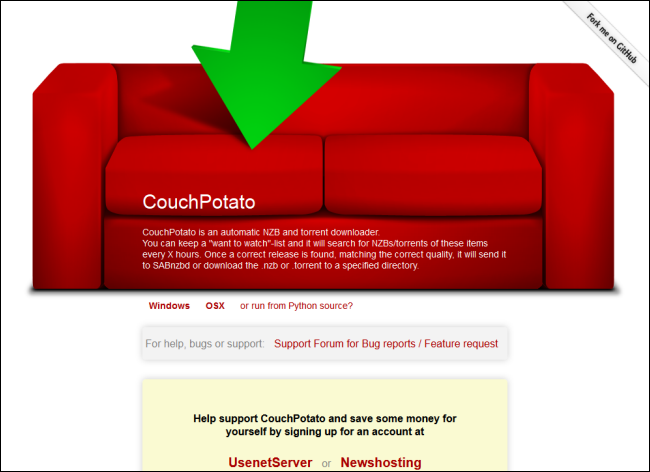 Fork me on GitHub
CouchPotato
CouchPotato is an automatic NZB and torrent downloader.
You can keep a "want to watch"-list and it will search for NZBs/torrents of these items
every X hours. Once a correct release is found, matching the correct quality, it will send it
to SABnzbd or download the .nzb or .torrent to a specified directory.
Windows OSX or run from Python source?
For help, bugs or support: Support Forum for Bug reports / Feature request
Help support CouchPotato and save some money for
yourself by signing up for an account at
UsenetServer or Newshosting